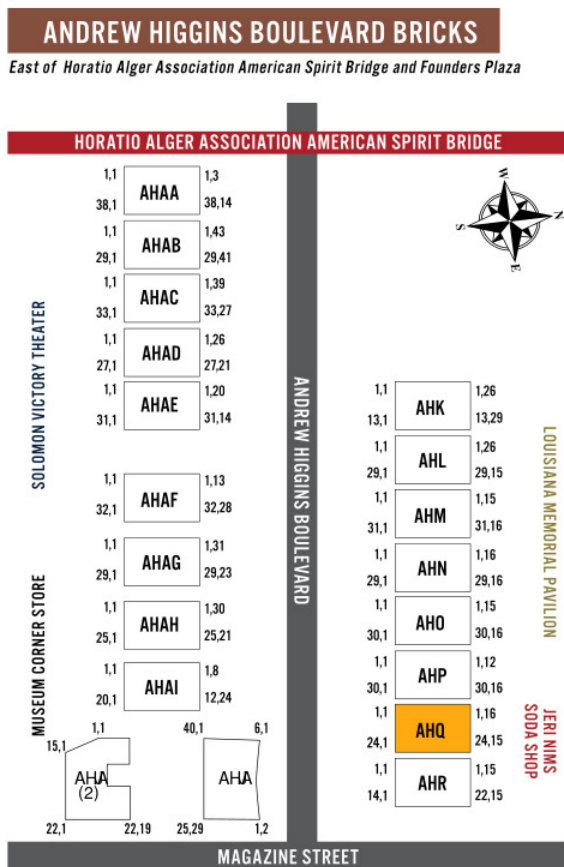 ANDREW HIGGINS BOULEVARD BRICKS
East of Horatio Alger Association American Spirit Bridge and Founders Plaza
HORATIO ALGER ASSOCIATION AMERICAN SPIRIT BRIDGE
W
N
S
E
1,1 AHAA 1,3
38,1 38,14
1,1 AHAB 1,43
29,1 29,41
1,1 AHAC 1,39
33,1 33,27
1,1 AHAD 1,26
27,1 27,21
1,1 AHAE 1,20
31,1 31,14
1,1 AHAF 1,13
32,1 32,28
1,1 AHAG 1,31
29,1 29,23
1,1 AHAH 1,30
25,1 25,21
1,1 AHAI 1,8
20,1 12,24
SOLOMON VICTORY THEATER
MUSEUM CORNER STORE
1,1
15,1
AHA
(2)
22,1 22,19
40,1 6,1
AHA
25,29 1,2
ANDREW HIGGINS BOULEVARD
1,1 AHK 1,26
13,1 13,29
1,1 AHL 1,26
29,1 29,15
1,1 AHM 1,15
31,1 31,16
1,1 AHN 1,16
29,1 29,16
1,1 AHO 1,15
30,1 30,16
1,1 AHP 1,12
30,1 30,16
1,1 AHQ 1,16
24,1 24,15
1,1 AHR 1,15
14,1 22,15
LOUISIANA MEMORIAL PAVILION
JERI NIMS
SODA SHOP
MAGAZINE STREET